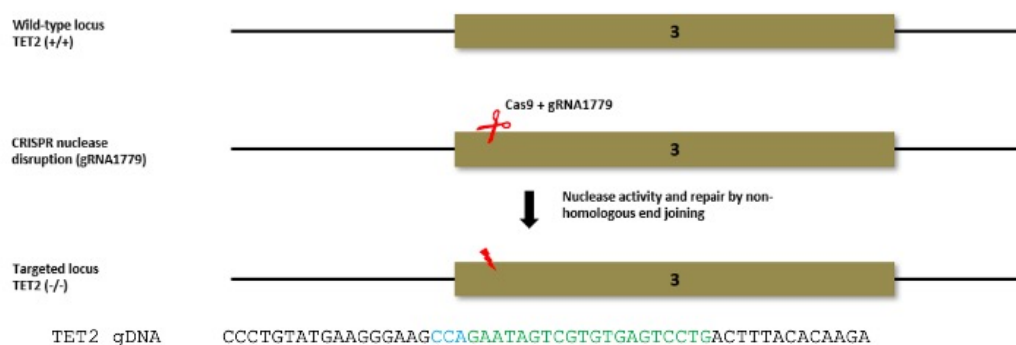 Wild-type locus
TET2 (+/+)
3
Cas9 + gRNA1779
CRISPR nuclease
disruption (gRNA1779)
3
Nuclease activity and repair by non-
homologous end joining
Targeted locus
TET2 (-/-)
3
TET2 gDNA CCCTGTATGAAGGGAAGCCAGAATAGTCGTGTGAGTCCTGACTTTACACAAGA